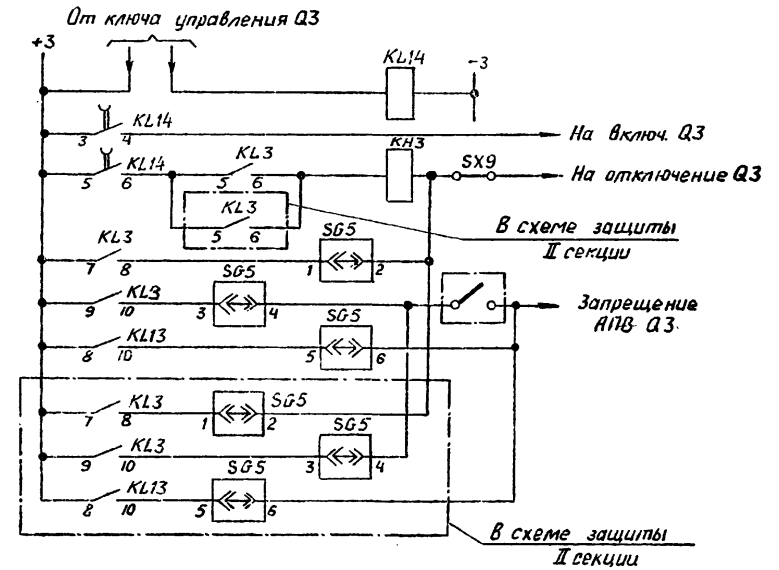 От ключа управления Q3
+3
KL14
-3
KL14
3 4
На включ. Q3
KL14
5 6
KL3
5 6
КН3
SX9
На отключение Q3
KL3
5 6
В схеме защиты
II секции
KL3
7 8
SG5
1 2
KL3
9 10
SG5
3 4
Запрещение
АПВ Q3.
KL13
8 10
SG5
5 6
KL3
7 8
SG5
1 2
KL3
9 10
SG5
3 4
KL13
8 10
SG5
5 6
В схеме защиты
II секции